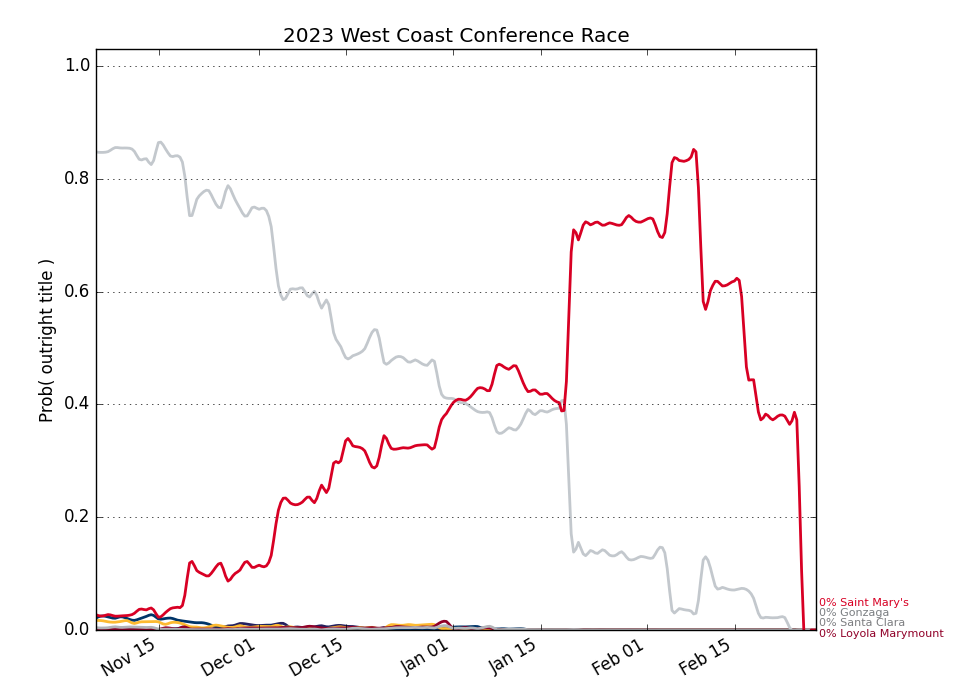 2023 West Coast Conference Race
Prob( outright title )
1.0
0.8
0.6
0.4
0.2
0.0
Nov 15
Dec 01
Dec 15
Jan 01
Jan 15
Feb 01
Feb 15
0% Saint Mary's
0% Gonzaga
0% Santa Clara
0% Loyola Marymount